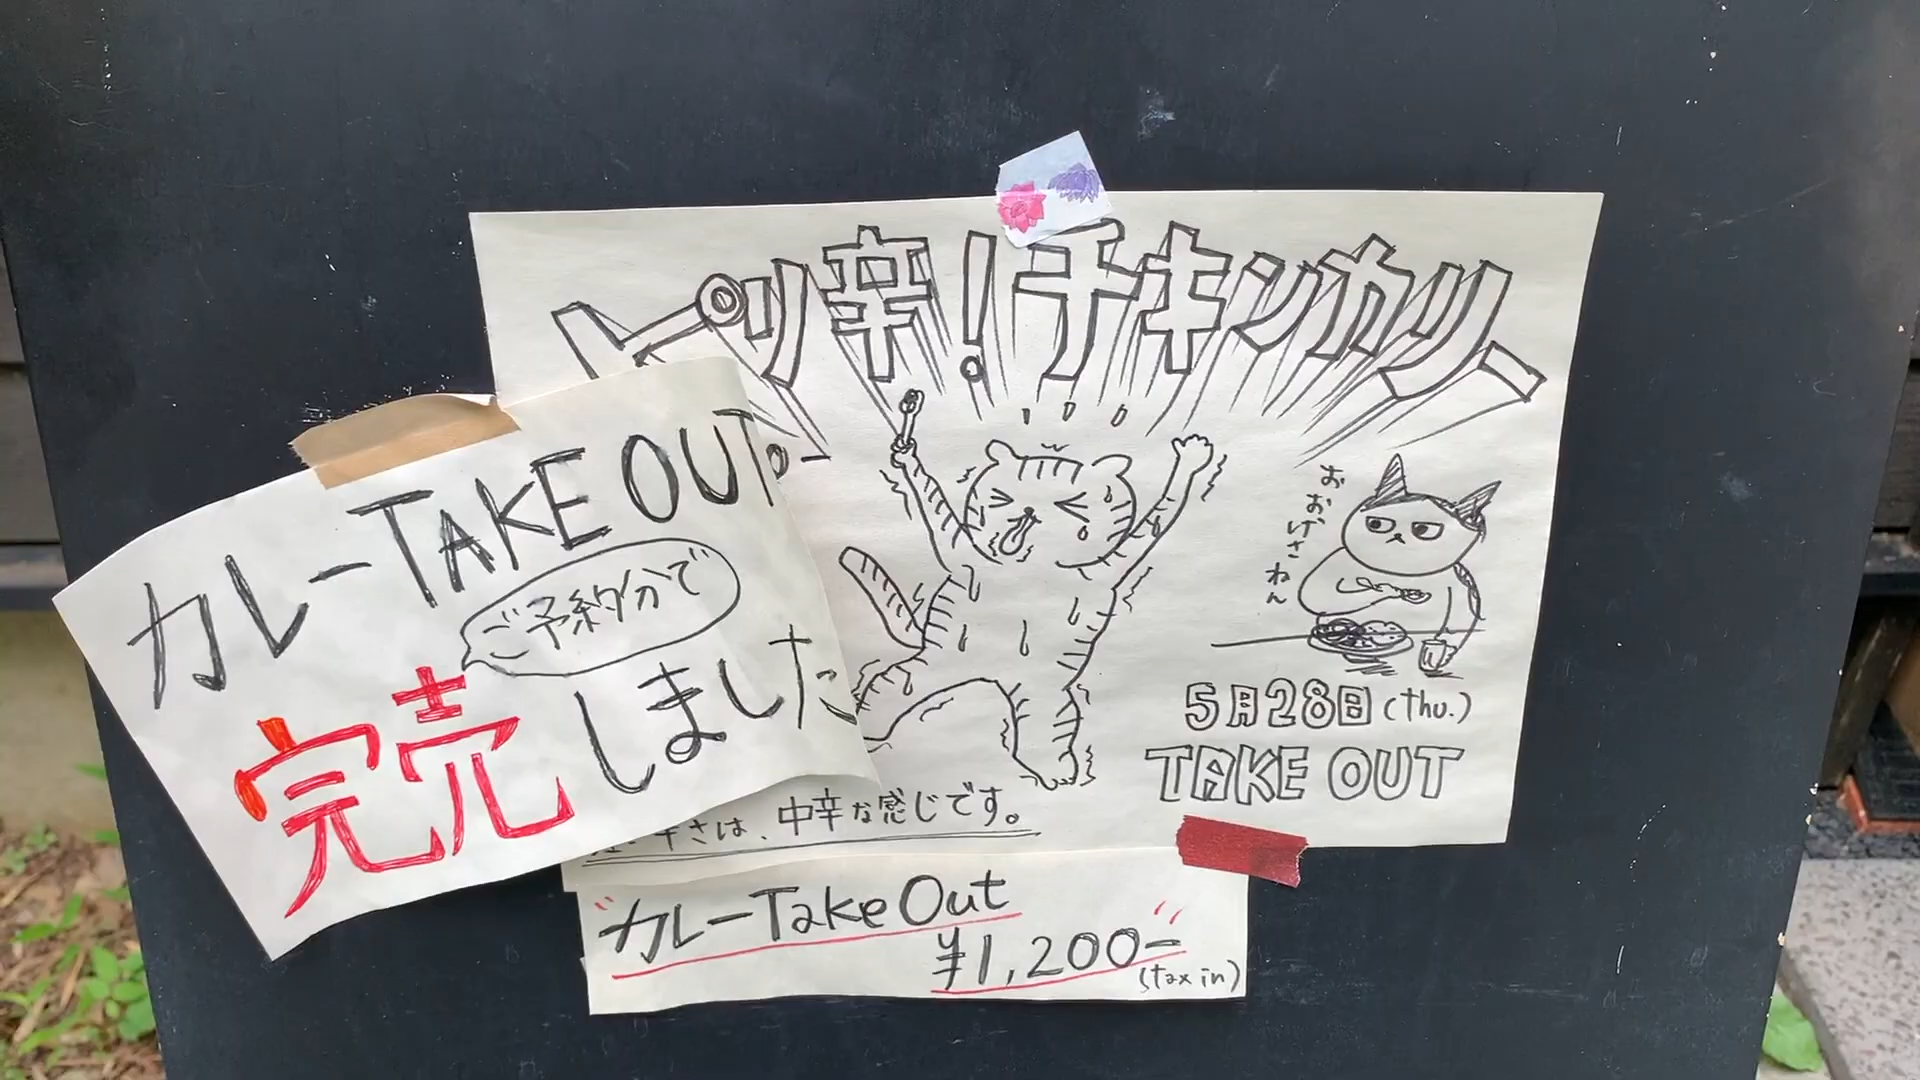 ピリ辛!チキンカリー
カレーTAKE OUT
ご予約分で
完売しました
おおげさ
ねん
5月28日(thu.)
TAKE OUT
辛さは、中辛な感じです。
"カレーTake Out
¥1,200-"
(tax in)